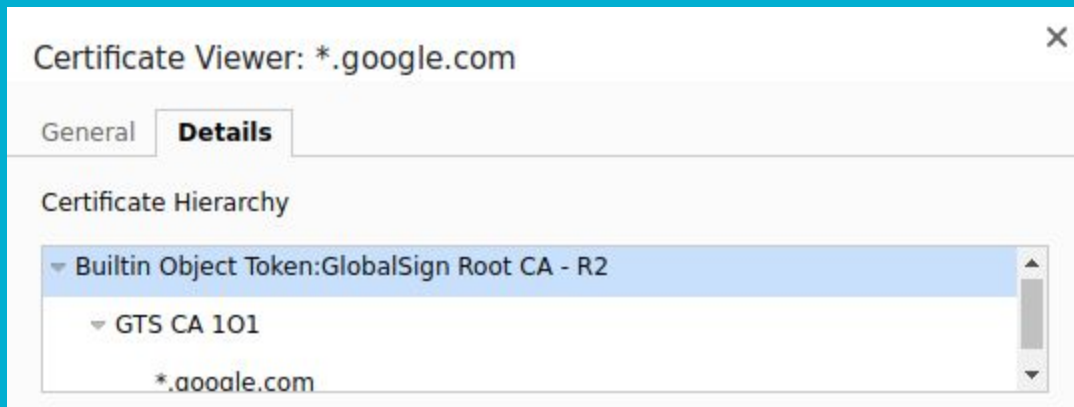 Certificate Viewer: *.google.com
General Details
Certificate Hierarchy
Builtin Object Token:GlobalSign Root CA - R2
GTS CA 1O1
*.google.com